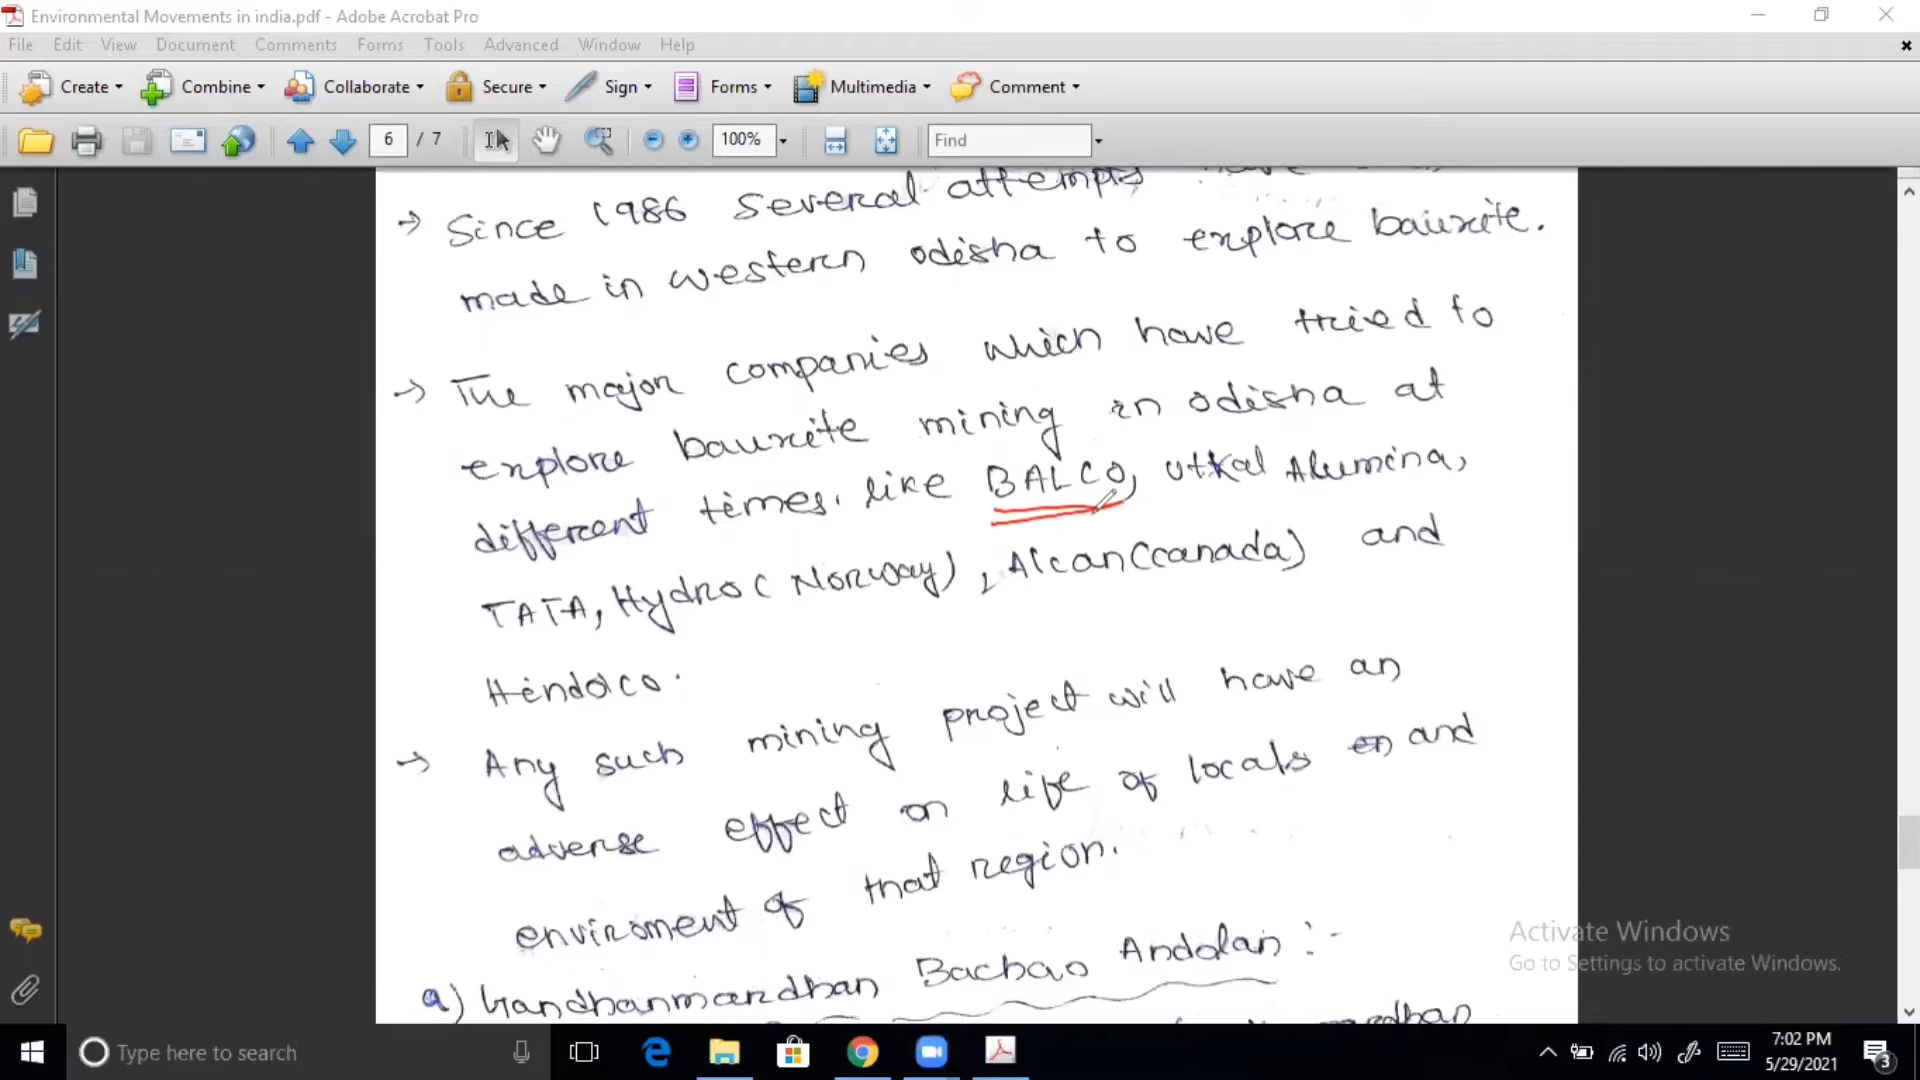 Environmental Movements in india.pdf - Adobe Acrobat Pro
File Edit View Document Comments Forms Tools Advanced Window Help
Create Combine Collaborate Secure Sign Forms Multimedia Comment
6 / 7 100% Find
→ Since 1986 several attempts
made in western odisha to explore bauxite.
→ The major companies which have tried to
explore bauxite mining in odisha at
different times. like BALCO, utkal Alumina,
TATA, Hydro (Norway), Alcan (canada) and
Hindalco.
→ Any such mining project will have an
adverse effect on life of locals and
enviroment of that region.
a) Gandhanmardhan Bachao Andolan :-
Activate Windows
Go to Settings to activate Windows.
Type here to search
7:02 PM
5/29/2021
3